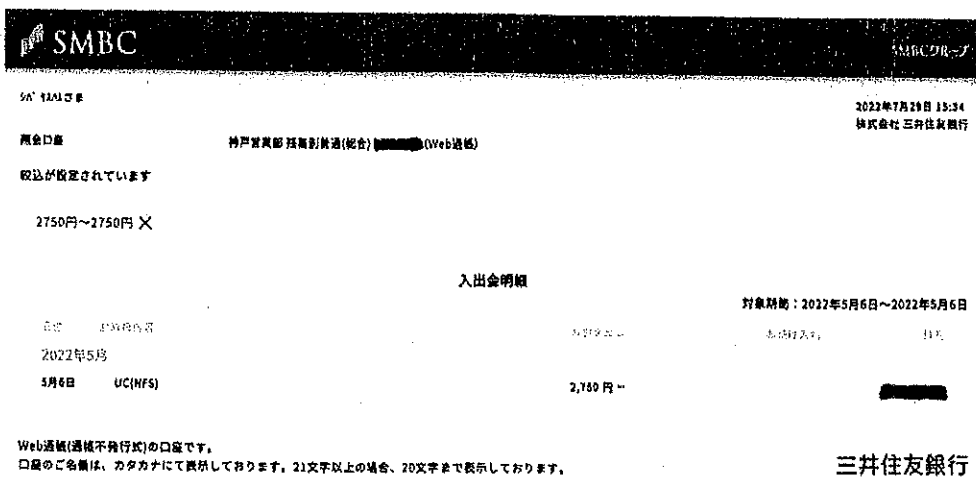 SMBC
SMBCグループ
さま
2022年7月29日 15:34
株式会社 三井住友銀行
照会口座
神戸営業部 残高別普通(総合) (Web通帳)
絞込が設定されています
2750円～2750円 ×
入出金明細
対象期間：2022年5月6日～2022年5月6日
2022年5月
5月6日 UC(NFS) 2,750 円
Web通帳(通帳不発行式)の口座です。
口座のご名義は、カタカナにて表示しております。21文字以上の場合、20文字まで表示しております。
三井住友銀行